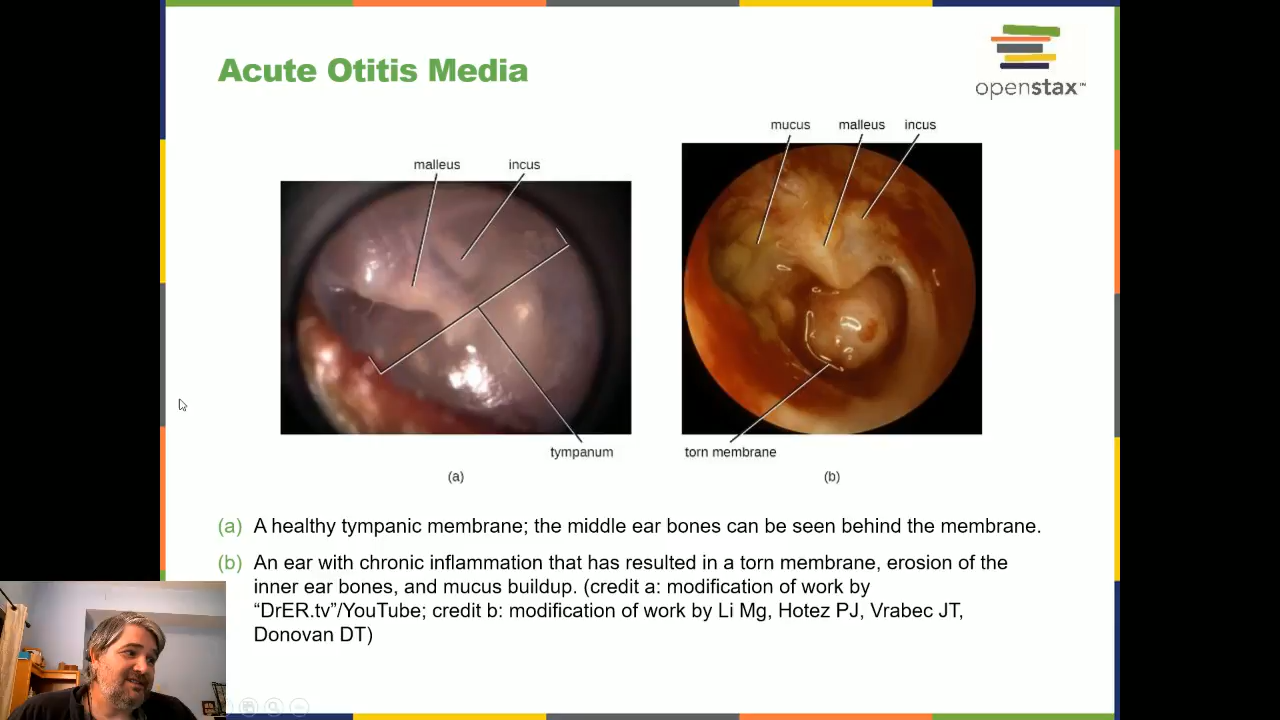 Acute Otitis Media
openstax™
malleus
incus
tympanum
(a)
mucus
malleus
incus
torn membrane
(b)
(a) A healthy tympanic membrane; the middle ear bones can be seen behind the membrane.
(b) An ear with chronic inflammation that has resulted in a torn membrane, erosion of the
inner ear bones, and mucus buildup. (credit a: modification of work by
“DrER.tv”/YouTube; credit b: modification of work by Li Mg, Hotez PJ, Vrabec JT,
Donovan DT)